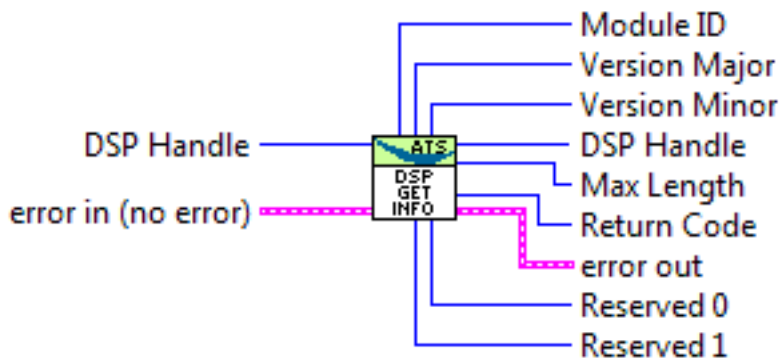 Module ID
Version Major
Version Minor
DSP Handle
DSP Handle
ATS
DSP
GET
INFO
Max Length
error in (no error)
Return Code
error out
Reserved 0
Reserved 1